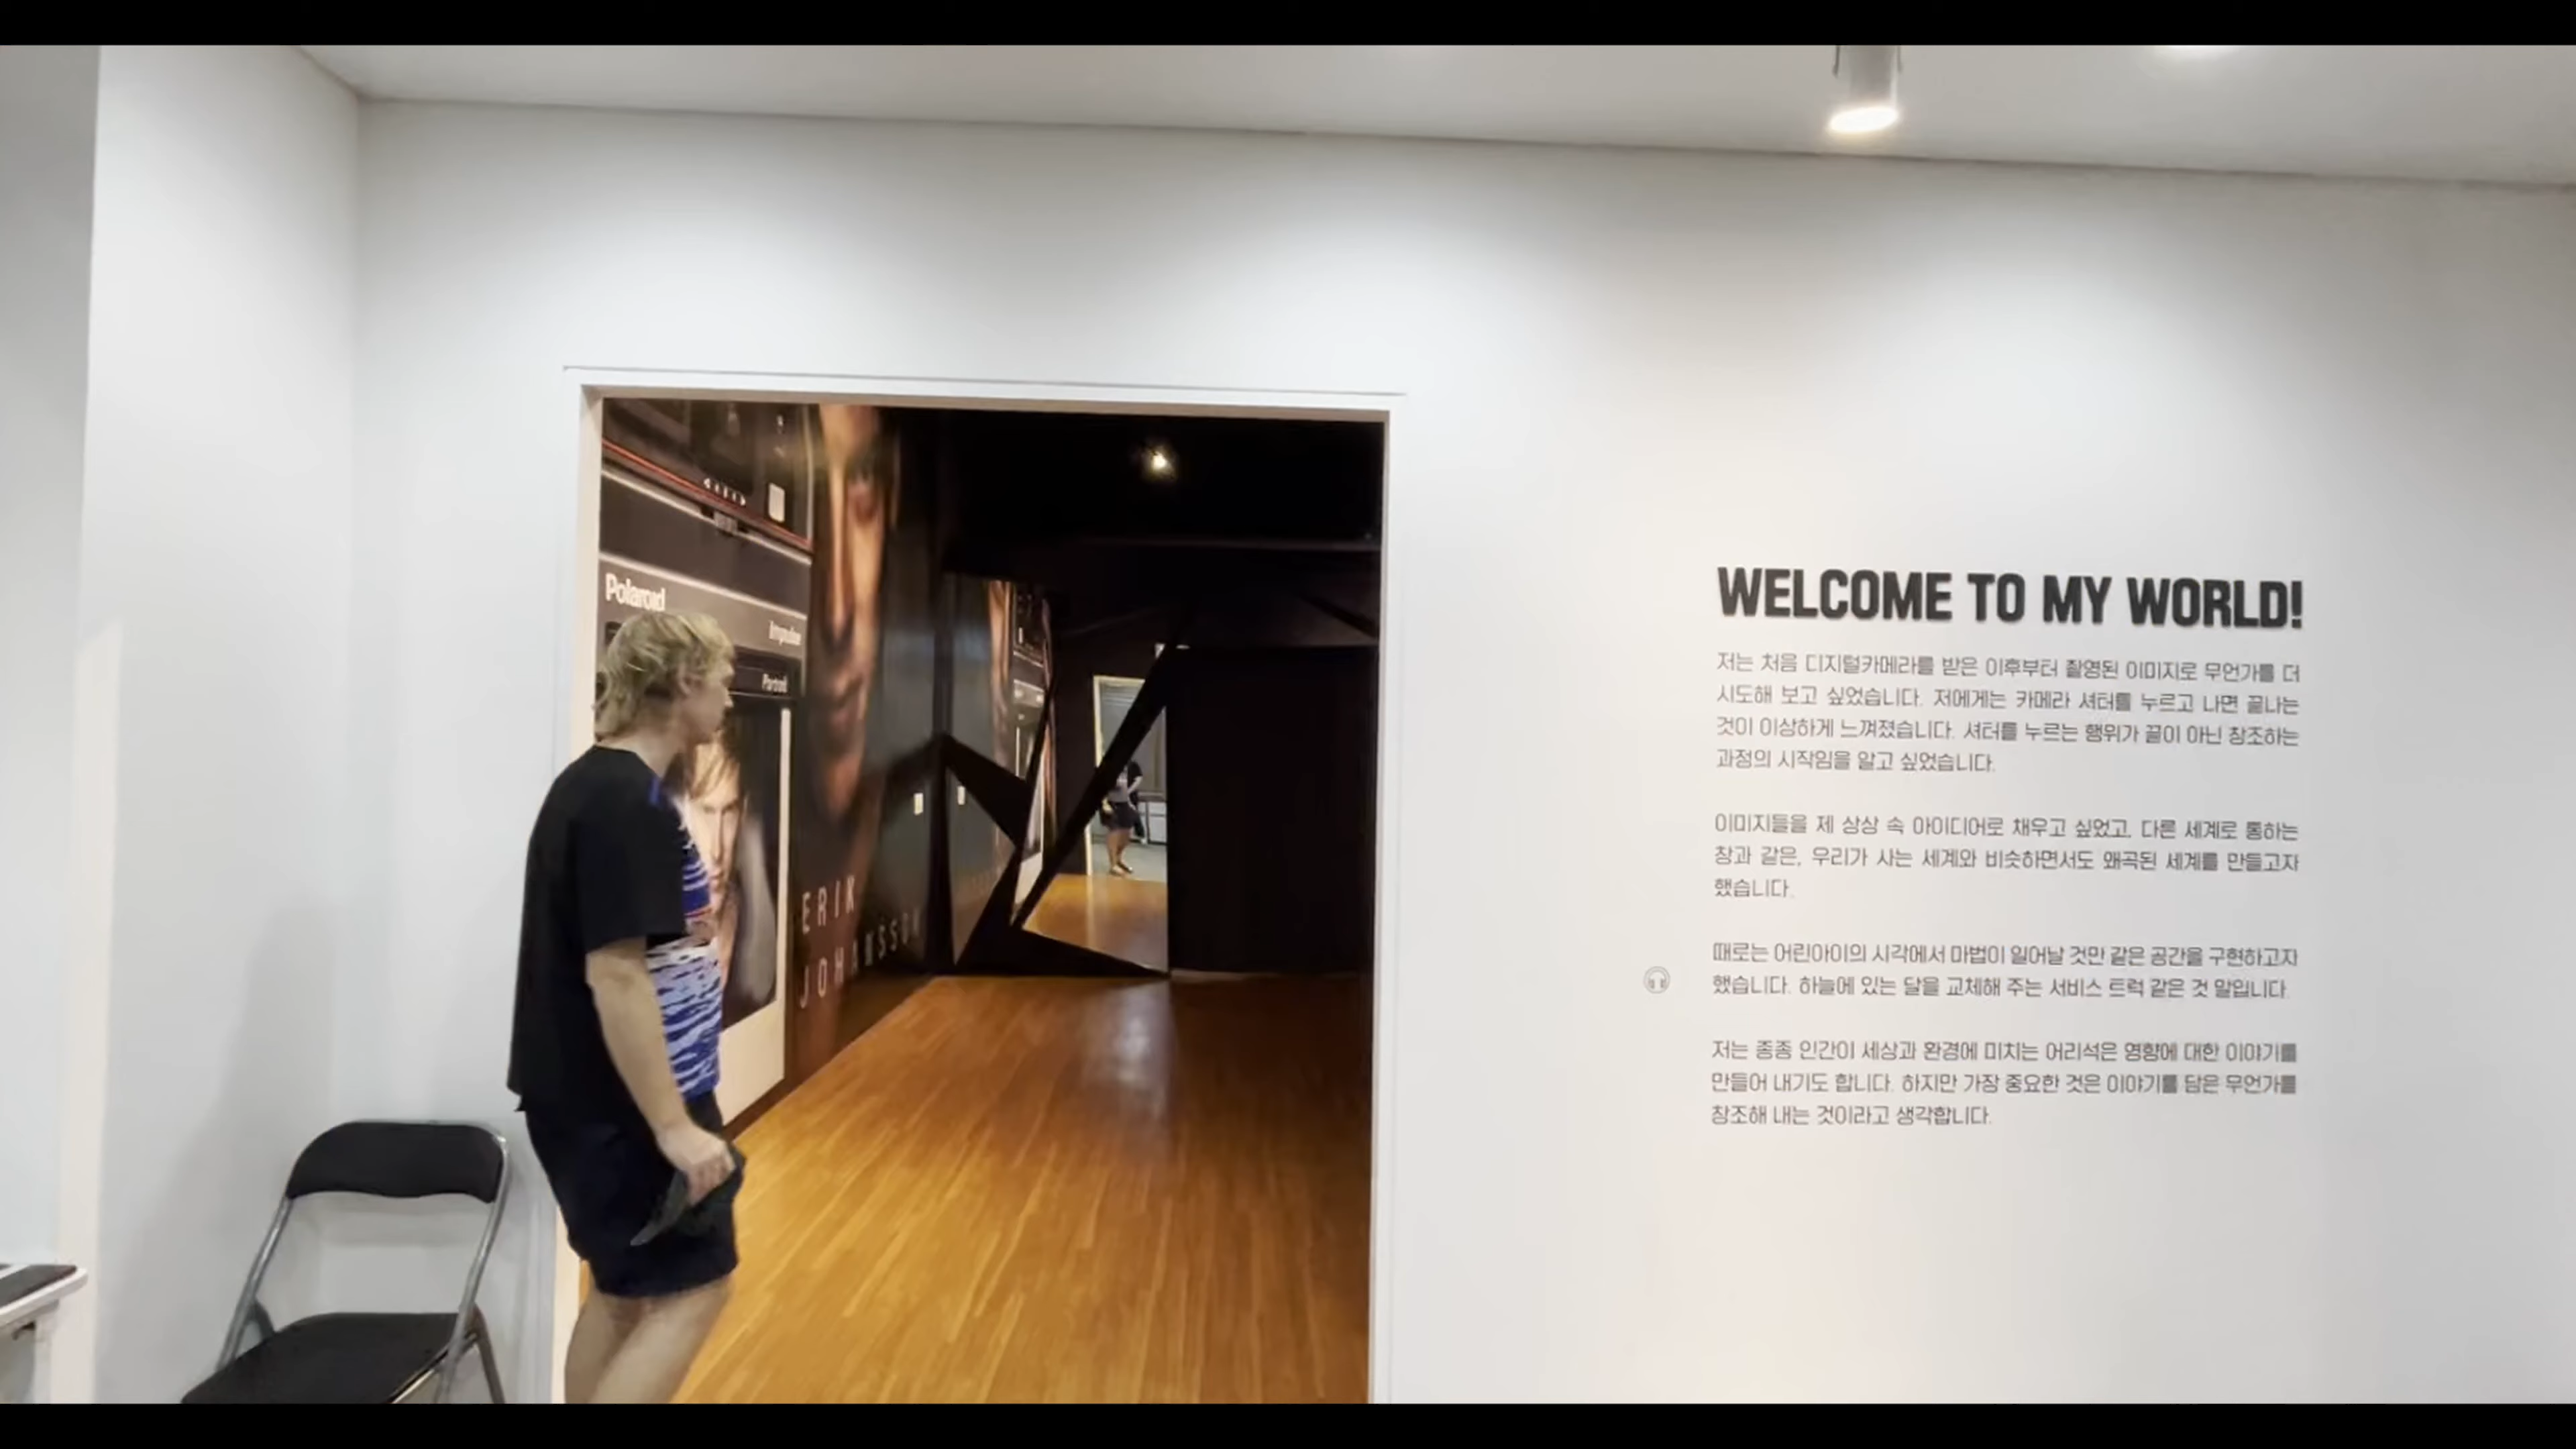 Polaroid
Impulse
Portrait
ERIK
JOHANSSON
WELCOME TO MY WORLD!
저는 처음 디지털카메라를 받은 이후부터 촬영된 이미지로 무언가를 더
시도해 보고 싶었습니다. 저에게는 카메라 셔터를 누르고 나면 끝나는
것이 이상하게 느껴졌습니다. 셔터를 누르는 행위가 끝이 아닌 창조하는
과정의 시작임을 알고 싶었습니다.
이미지들을 제 상상 속 아이디어로 채우고 싶었고, 다른 세계로 통하는
창과 같은, 우리가 사는 세계와 비슷하면서도 왜곡된 세계를 만들고자
했습니다.
때로는 어린아이의 시각에서 마법이 일어날 것만 같은 공간을 구현하고자
했습니다. 하늘에 있는 달을 교체해 주는 서비스 트럭 같은 것 말입니다.
저는 종종 인간이 세상과 환경에 미치는 어리석은 영향에 대한 이야기를
만들어 내기도 합니다. 하지만 가장 중요한 것은 이야기를 담은 무언가를
창조해 내는 것이라고 생각합니다.